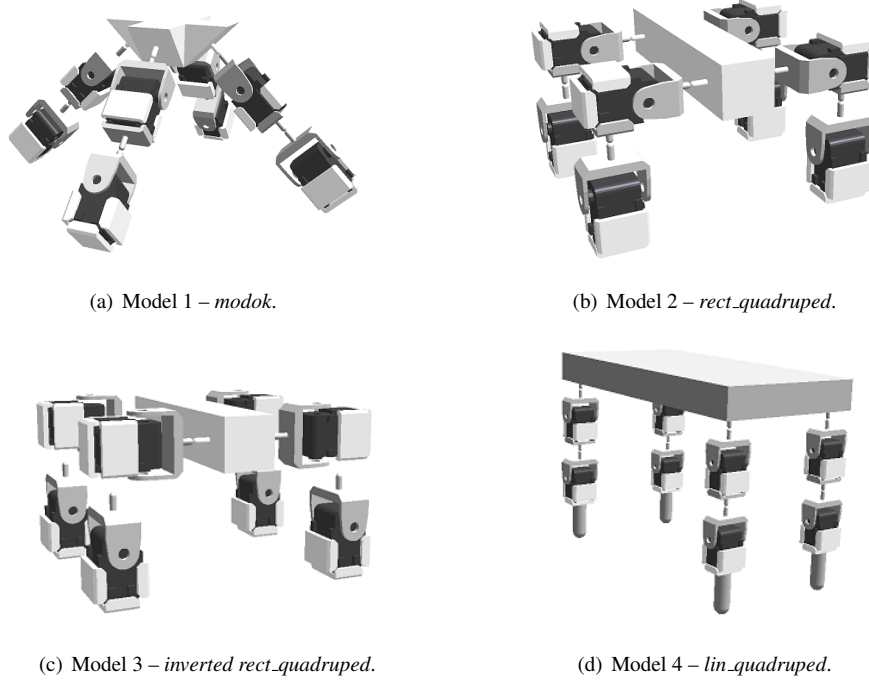 (a) Model 1 – modok.
(b) Model 2 – rect_quadruped.
(c) Model 3 – inverted rect_quadruped.
(d) Model 4 – lin_quadruped.